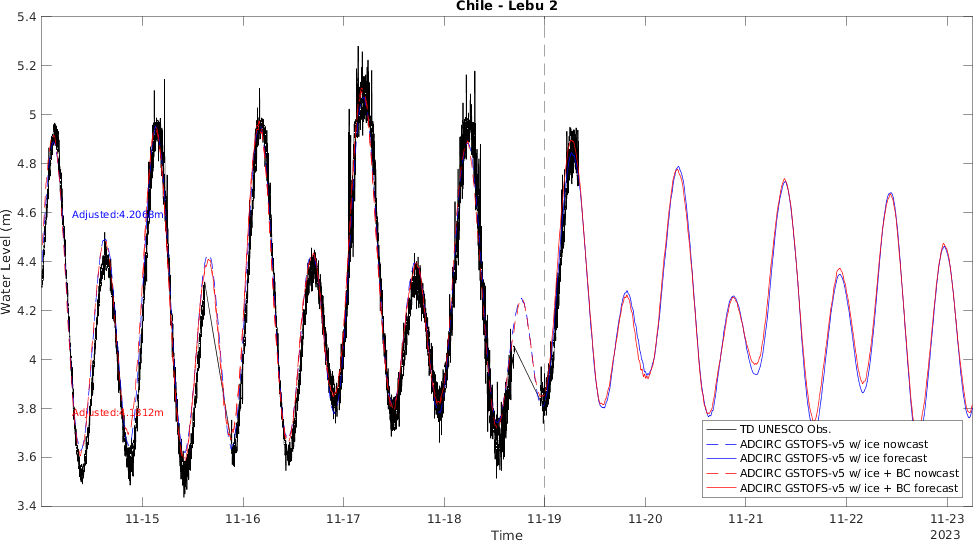 Chile - Lebu 2
5.4
5.2
5
4.8
4.6
4.4
4.2
4
3.8
3.6
3.4
Water Level (m)
Adjusted:4.2063m
Adjusted:4.1312m
TD UNESCO Obs.
ADCIRC GSTOFS-v5 w/ ice nowcast
ADCIRC GSTOFS-v5 w/ ice forecast
ADCIRC GSTOFS-v5 w/ ice + BC nowcast
ADCIRC GSTOFS-v5 w/ ice + BC forecast
11-15 11-16 11-17 11-18 11-19 11-20 11-21 11-22 11-23
Time 2023